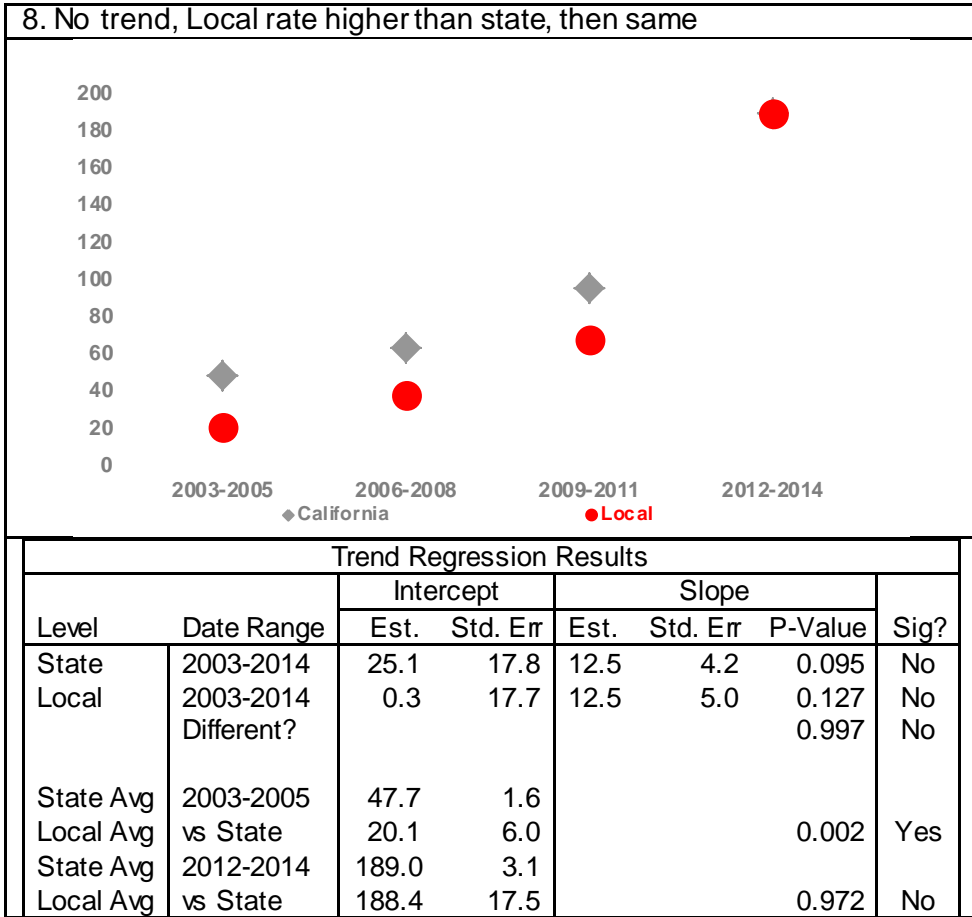 8. No trend, Local rate higher than state, then same
200
180
160
140
120
100
80
60
40
20
0
2003-2005 2006-2008 2009-2011 2012-2014
California Local
Trend Regression Results
Intercept Slope
Level Date Range Est. Std. Err Est. Std. Err P-Value Sig?
State 2003-2014 25.1 17.8 12.5 4.2 0.095 No
Local 2003-2014 0.3 17.7 12.5 5.0 0.127 No
Different? 0.997 No
State Avg 2003-2005 47.7 1.6
Local Avg vs State 20.1 6.0 0.002 Yes
State Avg 2012-2014 189.0 3.1
Local Avg vs State 188.4 17.5 0.972 No